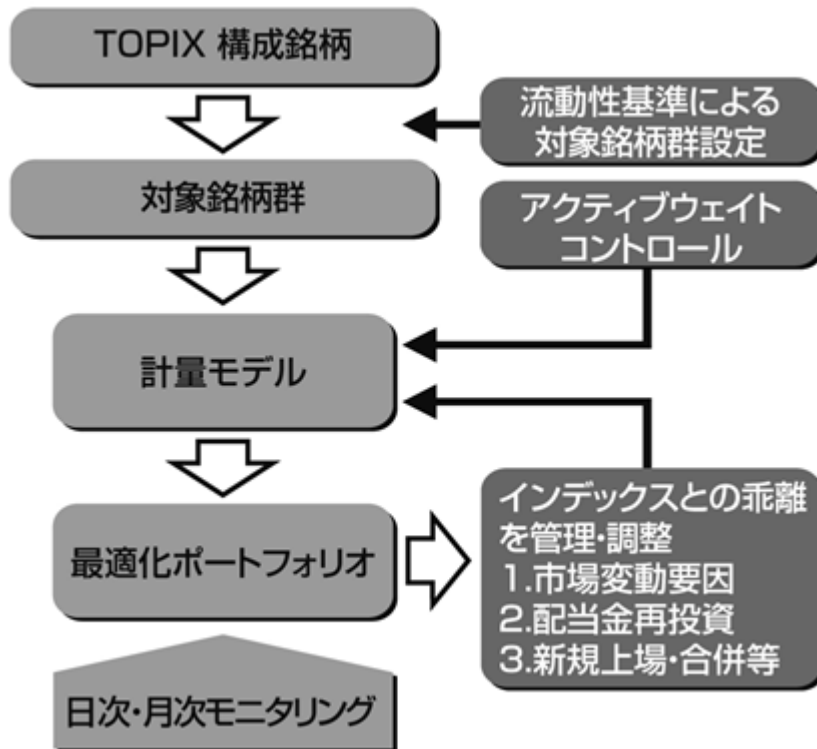 TOPIX 構成銘柄
流動性基準による
対象銘柄群設定
対象銘柄群
アクティブウェイト
コントロール
計量モデル
最適化ポートフォリオ
インデックスとの乖離
を管理・調整
1.市場変動要因
2.配当金再投資
3.新規上場・合併等
日次・月次モニタリング